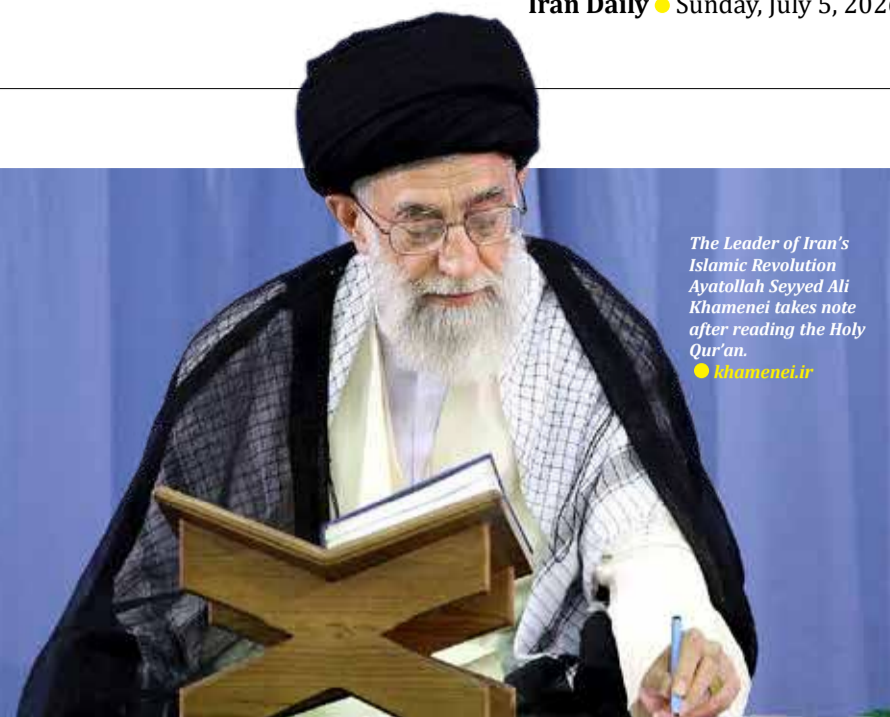 Iran Daily ● Sunday, July 5, 202
The Leader of Iran's
Islamic Revolution
Ayatollah Seyyed Ali
Khamenei takes note
after reading the Holy
Qur'an.
● khamenei.ir